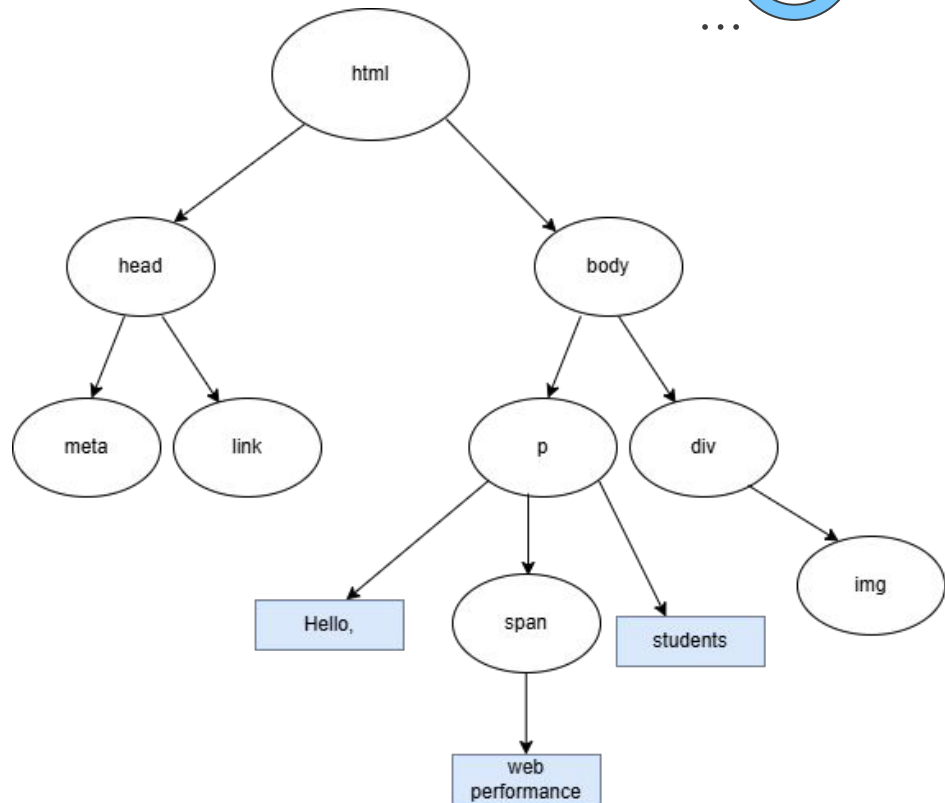 ...
html
head
body
meta
link
p
div
img
Hello,
span
students
web
performance